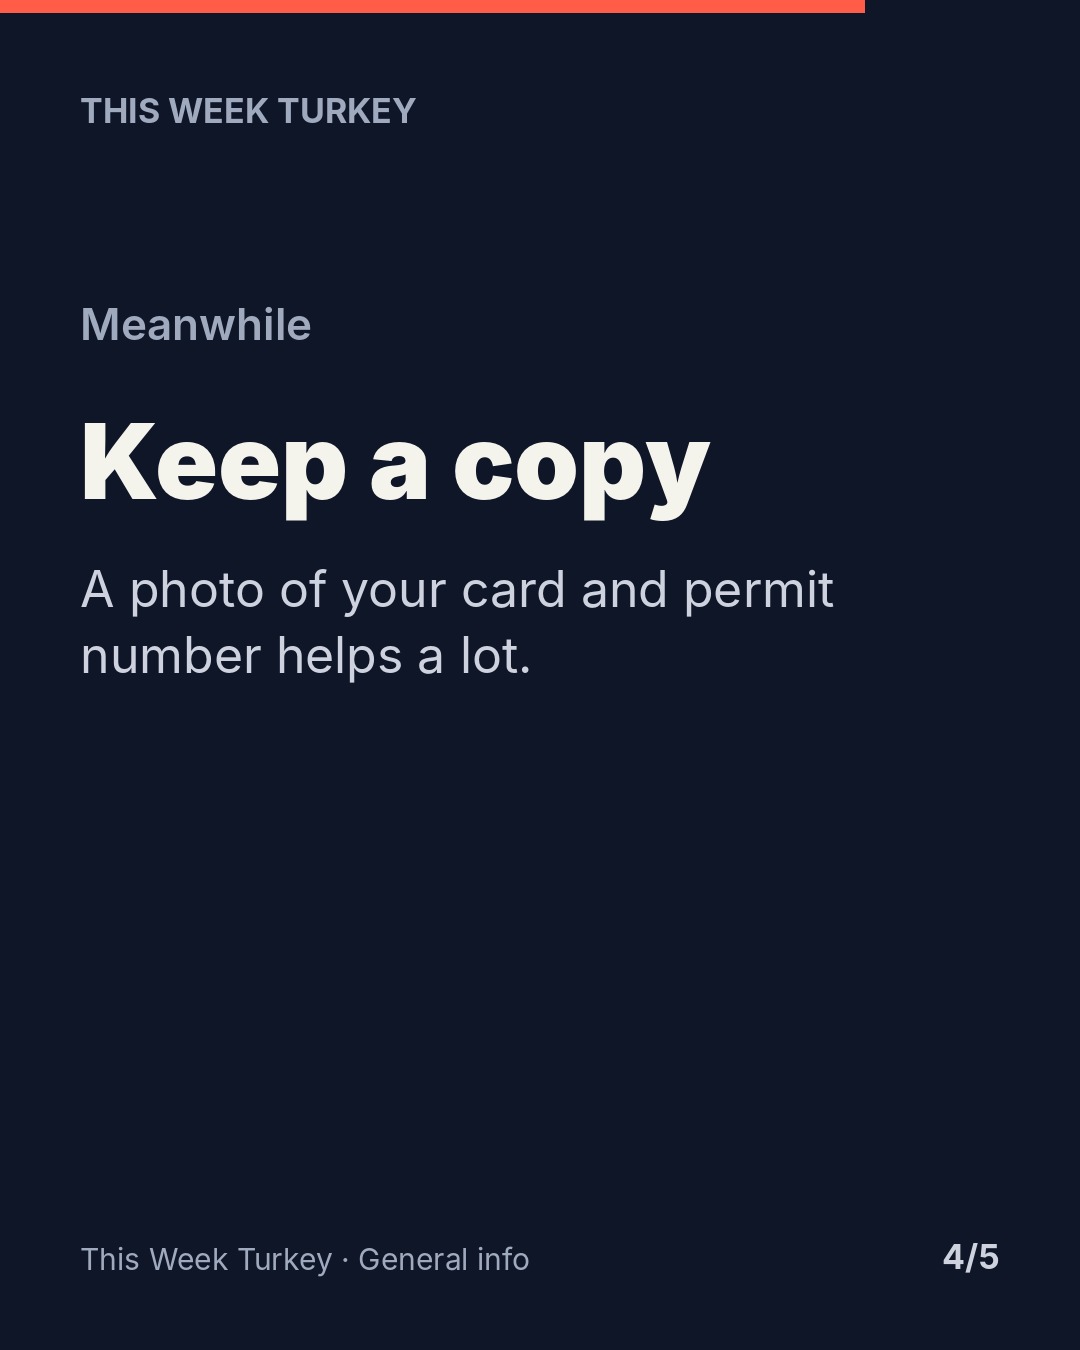 THIS WEEK TURKEY
Meanwhile
Keep a copy
A photo of your card and permit
number helps a lot.
This Week Turkey · General info
4/5